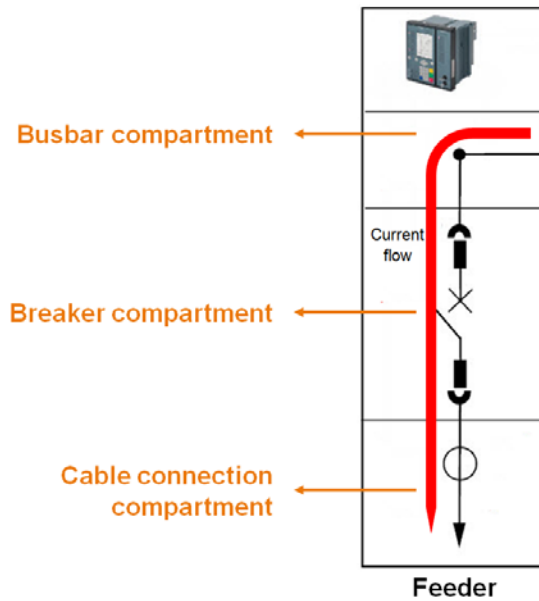 Busbar compartment
Current
flow
Breaker compartment
Cable connection
compartment
Feeder